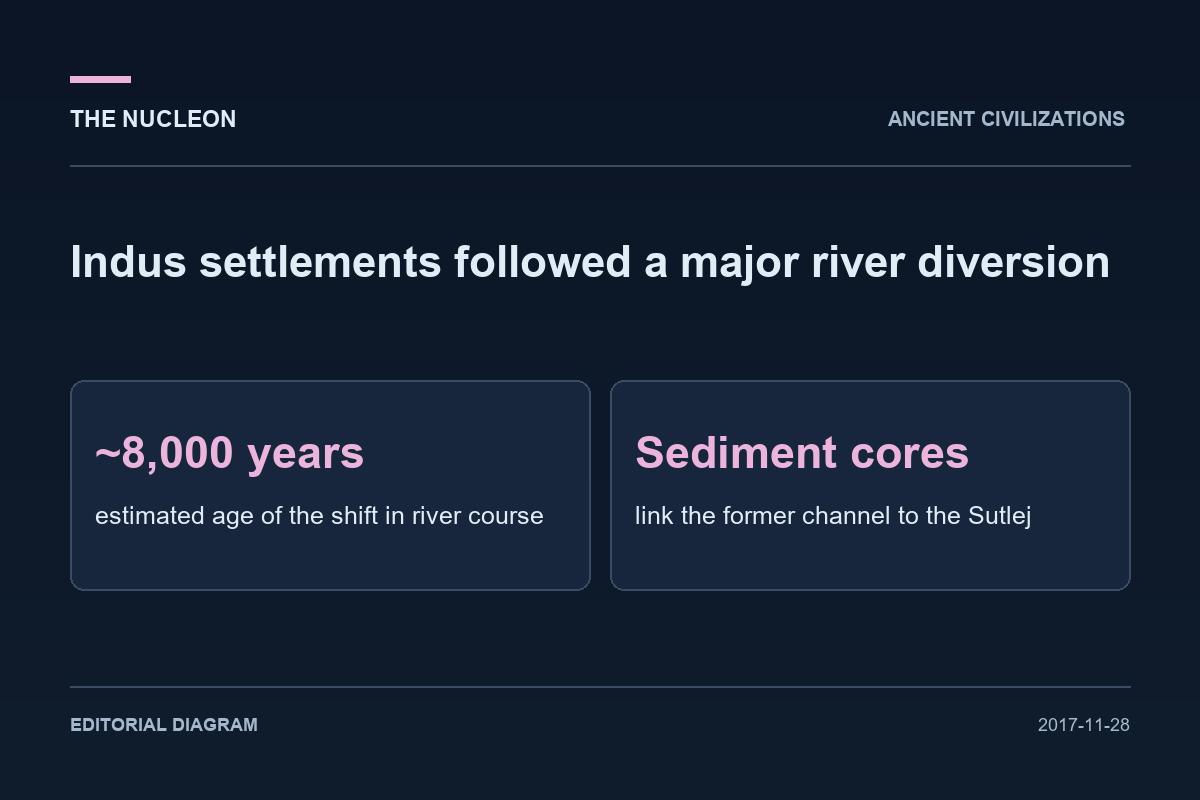 THE NUCLEON
ANCIENT CIVILIZATIONS
Indus settlements followed a major river diversion
~8,000 years
estimated age of the shift in river course
Sediment cores
link the former channel to the Sutlej
EDITORIAL DIAGRAM
2017-11-28